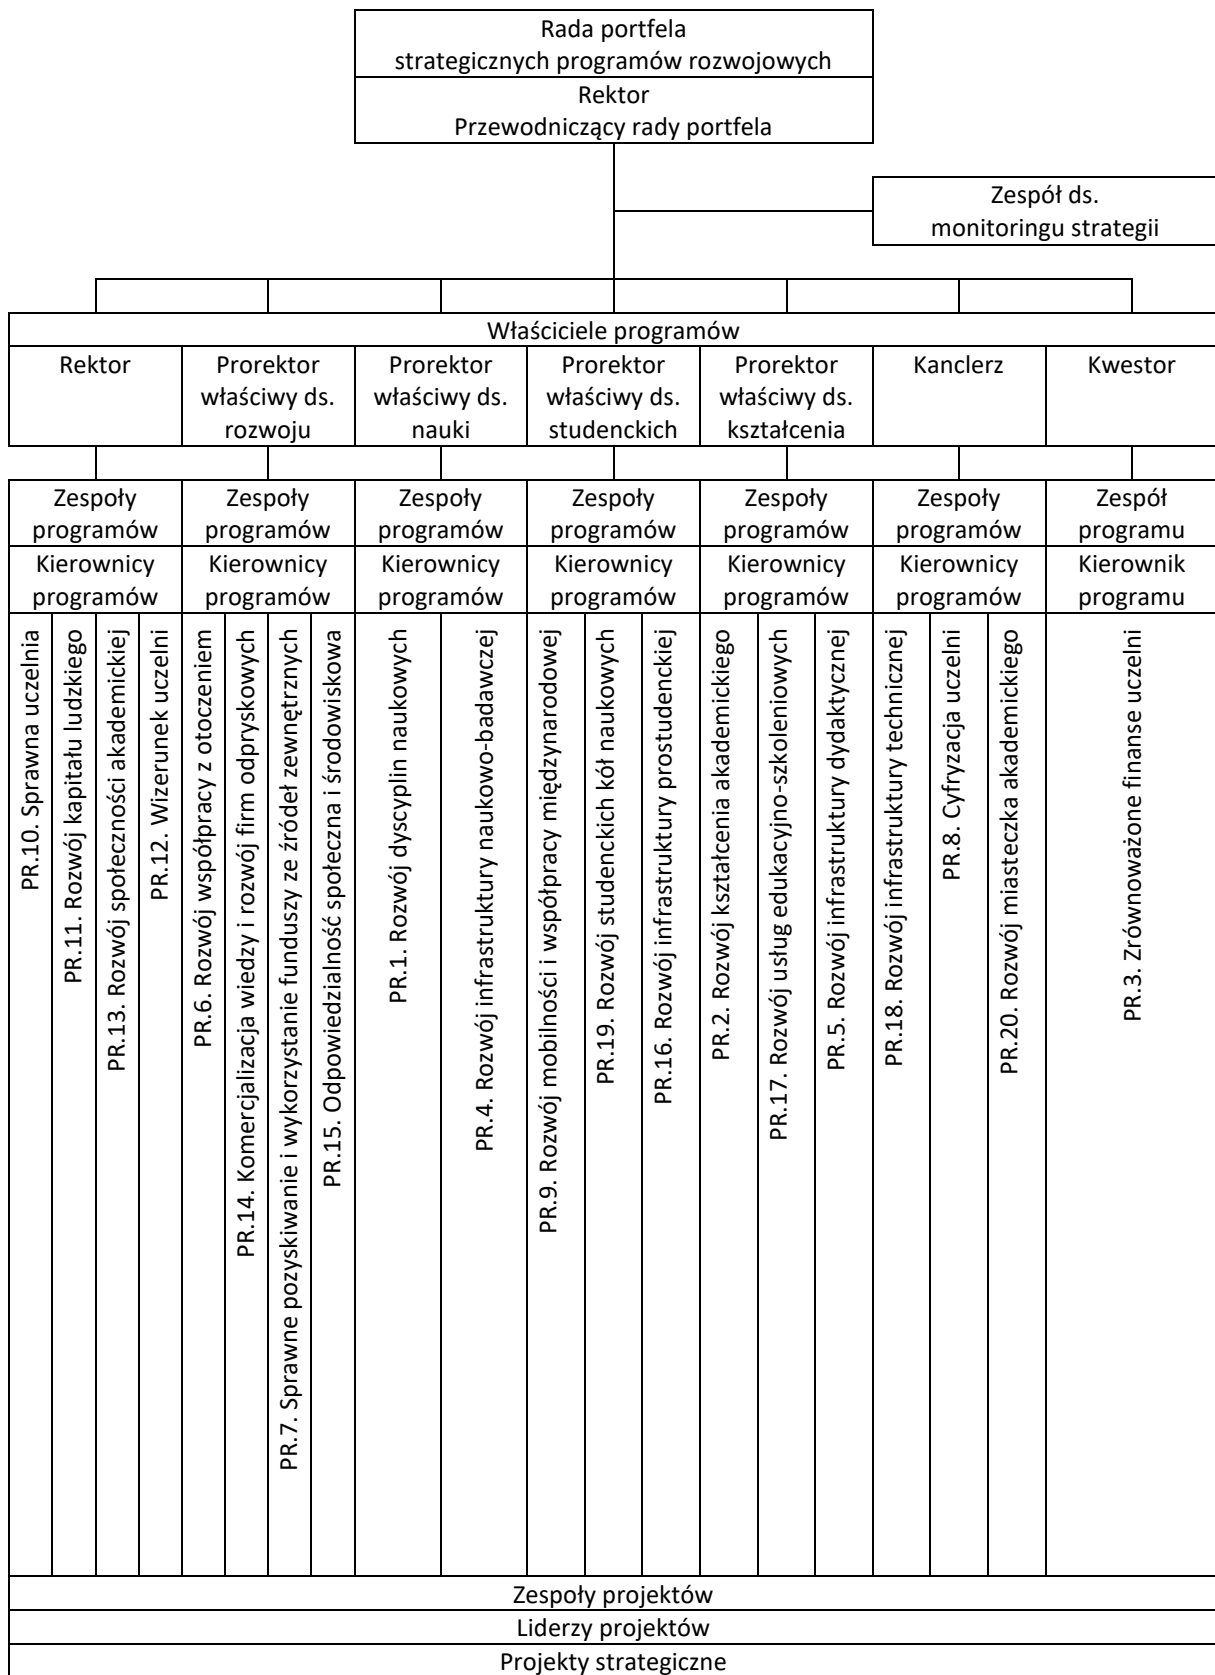 Rada portfela
strategicznych programów rozwojowych
Rektor
Przewodniczący rady portfela
Zespół ds.
monitoringu strategii
Właściciele programów
Rektor
Prorektor
właściwy ds.
rozwoju
Prorektor
właściwy ds.
nauki
Prorektor
właściwy ds.
studenckich
Prorektor
właściwy ds.
kształcenia
Kanclerz
Kwestor
Zespoły
programów
Zespoły
programów
Zespoły
programów
Zespoły
programów
Zespoły
programów
Zespoły
programów
Zespół
programu
Kierownicy
programów
Kierownicy
programów
Kierownicy
programów
Kierownicy
programów
Kierownicy
programów
Kierownicy
programów
Kierownik
programu
PR.10. Sprawna uczelnia
PR.11. Rozwój kapitału ludzkiego
PR.13. Rozwój społeczności akademickiej
PR.12. Wizerunek uczelni
PR.6. Rozwój współpracy z otoczeniem
PR.14. Komercjalizacja wiedzy i rozwój firm odpryskowych
PR.7. Sprawne pozyskiwanie i wykorzystanie funduszy ze źródeł zewnętrznych
PR.15. Odpowiedzialność społeczna i środowiskowa
PR.1. Rozwój dyscyplin naukowych
PR.4. Rozwój infrastruktury naukowo-badawczej
PR.9. Rozwój mobilności i współpracy międzynarodowej
PR.19. Rozwój studenckich kół naukowych
PR.16. Rozwój infrastruktury prostudenckiej
PR.2. Rozwój kształcenia akademickiego
PR.17. Rozwój usług edukacyjno-szkoleniowych
PR.5. Rozwój infrastruktury dydaktycznej
PR.18. Rozwój infrastruktury technicznej
PR.8. Cyfryzacja uczelni
PR.20. Rozwój miasteczka akademickiego
PR.3. Zrównoważone finanse uczelni
Zespoły projektów
Liderzy projektów
Projekty strategiczne